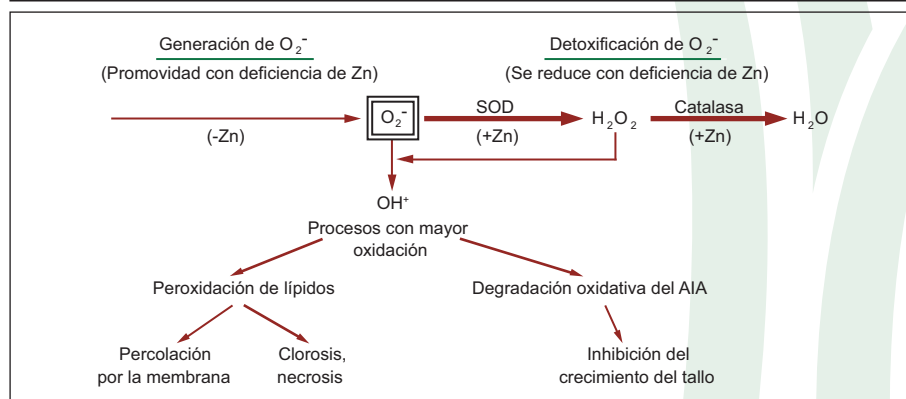 Generación de O₂⁻
(Promovidad con deficiencia de Zn)
Detoxificación de O₂⁻
(Se reduce con deficiencia de Zn)
(-Zn)
O₂⁻
SOD
(+Zn)
H₂O₂
Catalasa
(+Zn)
H₂O
OH⁺
Procesos con mayor
oxidación
Peroxidación de lípidos
Degradación oxidativa del AIA
Percolación
por la membrana
Clorosis,
necrosis
Inhibición del
crecimiento del tallo